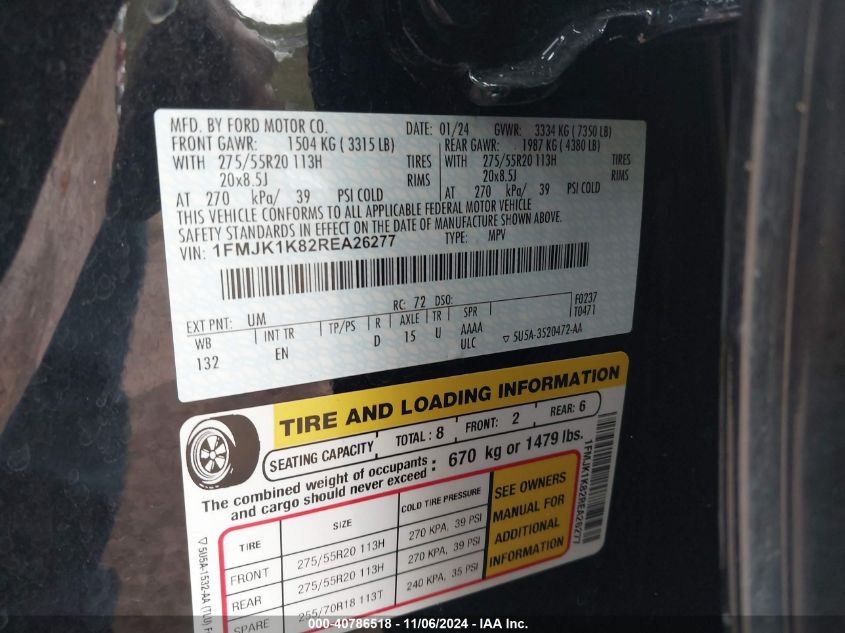 MFD. BY FORD MOTOR CO. DATE: 01/24 GVWR: 3334 KG (7350 LB)
FRONT GAWR: 1504 KG (3315 LB) REAR GAWR: 1987 KG (4380 LB)
WITH 275/55R20 113H TIRES WITH 275/55R20 113H TIRES
20x8.5J RIMS 20x8.5J RIMS
AT 270 kPa/ 39 PSI COLD AT 270 kPa/ 39 PSI COLD
THIS VEHICLE CONFORMS TO ALL APPLICABLE FEDERAL MOTOR VEHICLE
SAFETY STANDARDS IN EFFECT ON THE DATE OF MANUFACTURE SHOWN ABOVE.
VIN: 1FMJK1K82REA26277 TYPE: MPV
EXT PNT: UM RC: 72 DSO: F0237
WB INT TR TP/PS R AXLE TR SPR T0471
132 EN D 15 U AAAA
ULC ▽ 5U5A-3520472-AA
TIRE AND LOADING INFORMATION
SEATING CAPACITY TOTAL: 8 FRONT: 2 REAR: 6
The combined weight of occupants
and cargo should never exceed : 670 kg or 1479 lbs.
TIRE SIZE COLD TIRE PRESSURE
FRONT 275/55R20 113H 270 KPA, 39 PSI
REAR 275/55R20 113H 270 KPA, 39 PSI
SPARE 255/70R18 113T 240 KPA, 35 PSI
SEE OWNERS
MANUAL FOR
ADDITIONAL
INFORMATION
1FMJK1K82REA26277
▽ 5U5A-1532-AA (TLU)
000-40786518 - 11/06/2024 - IAA Inc.